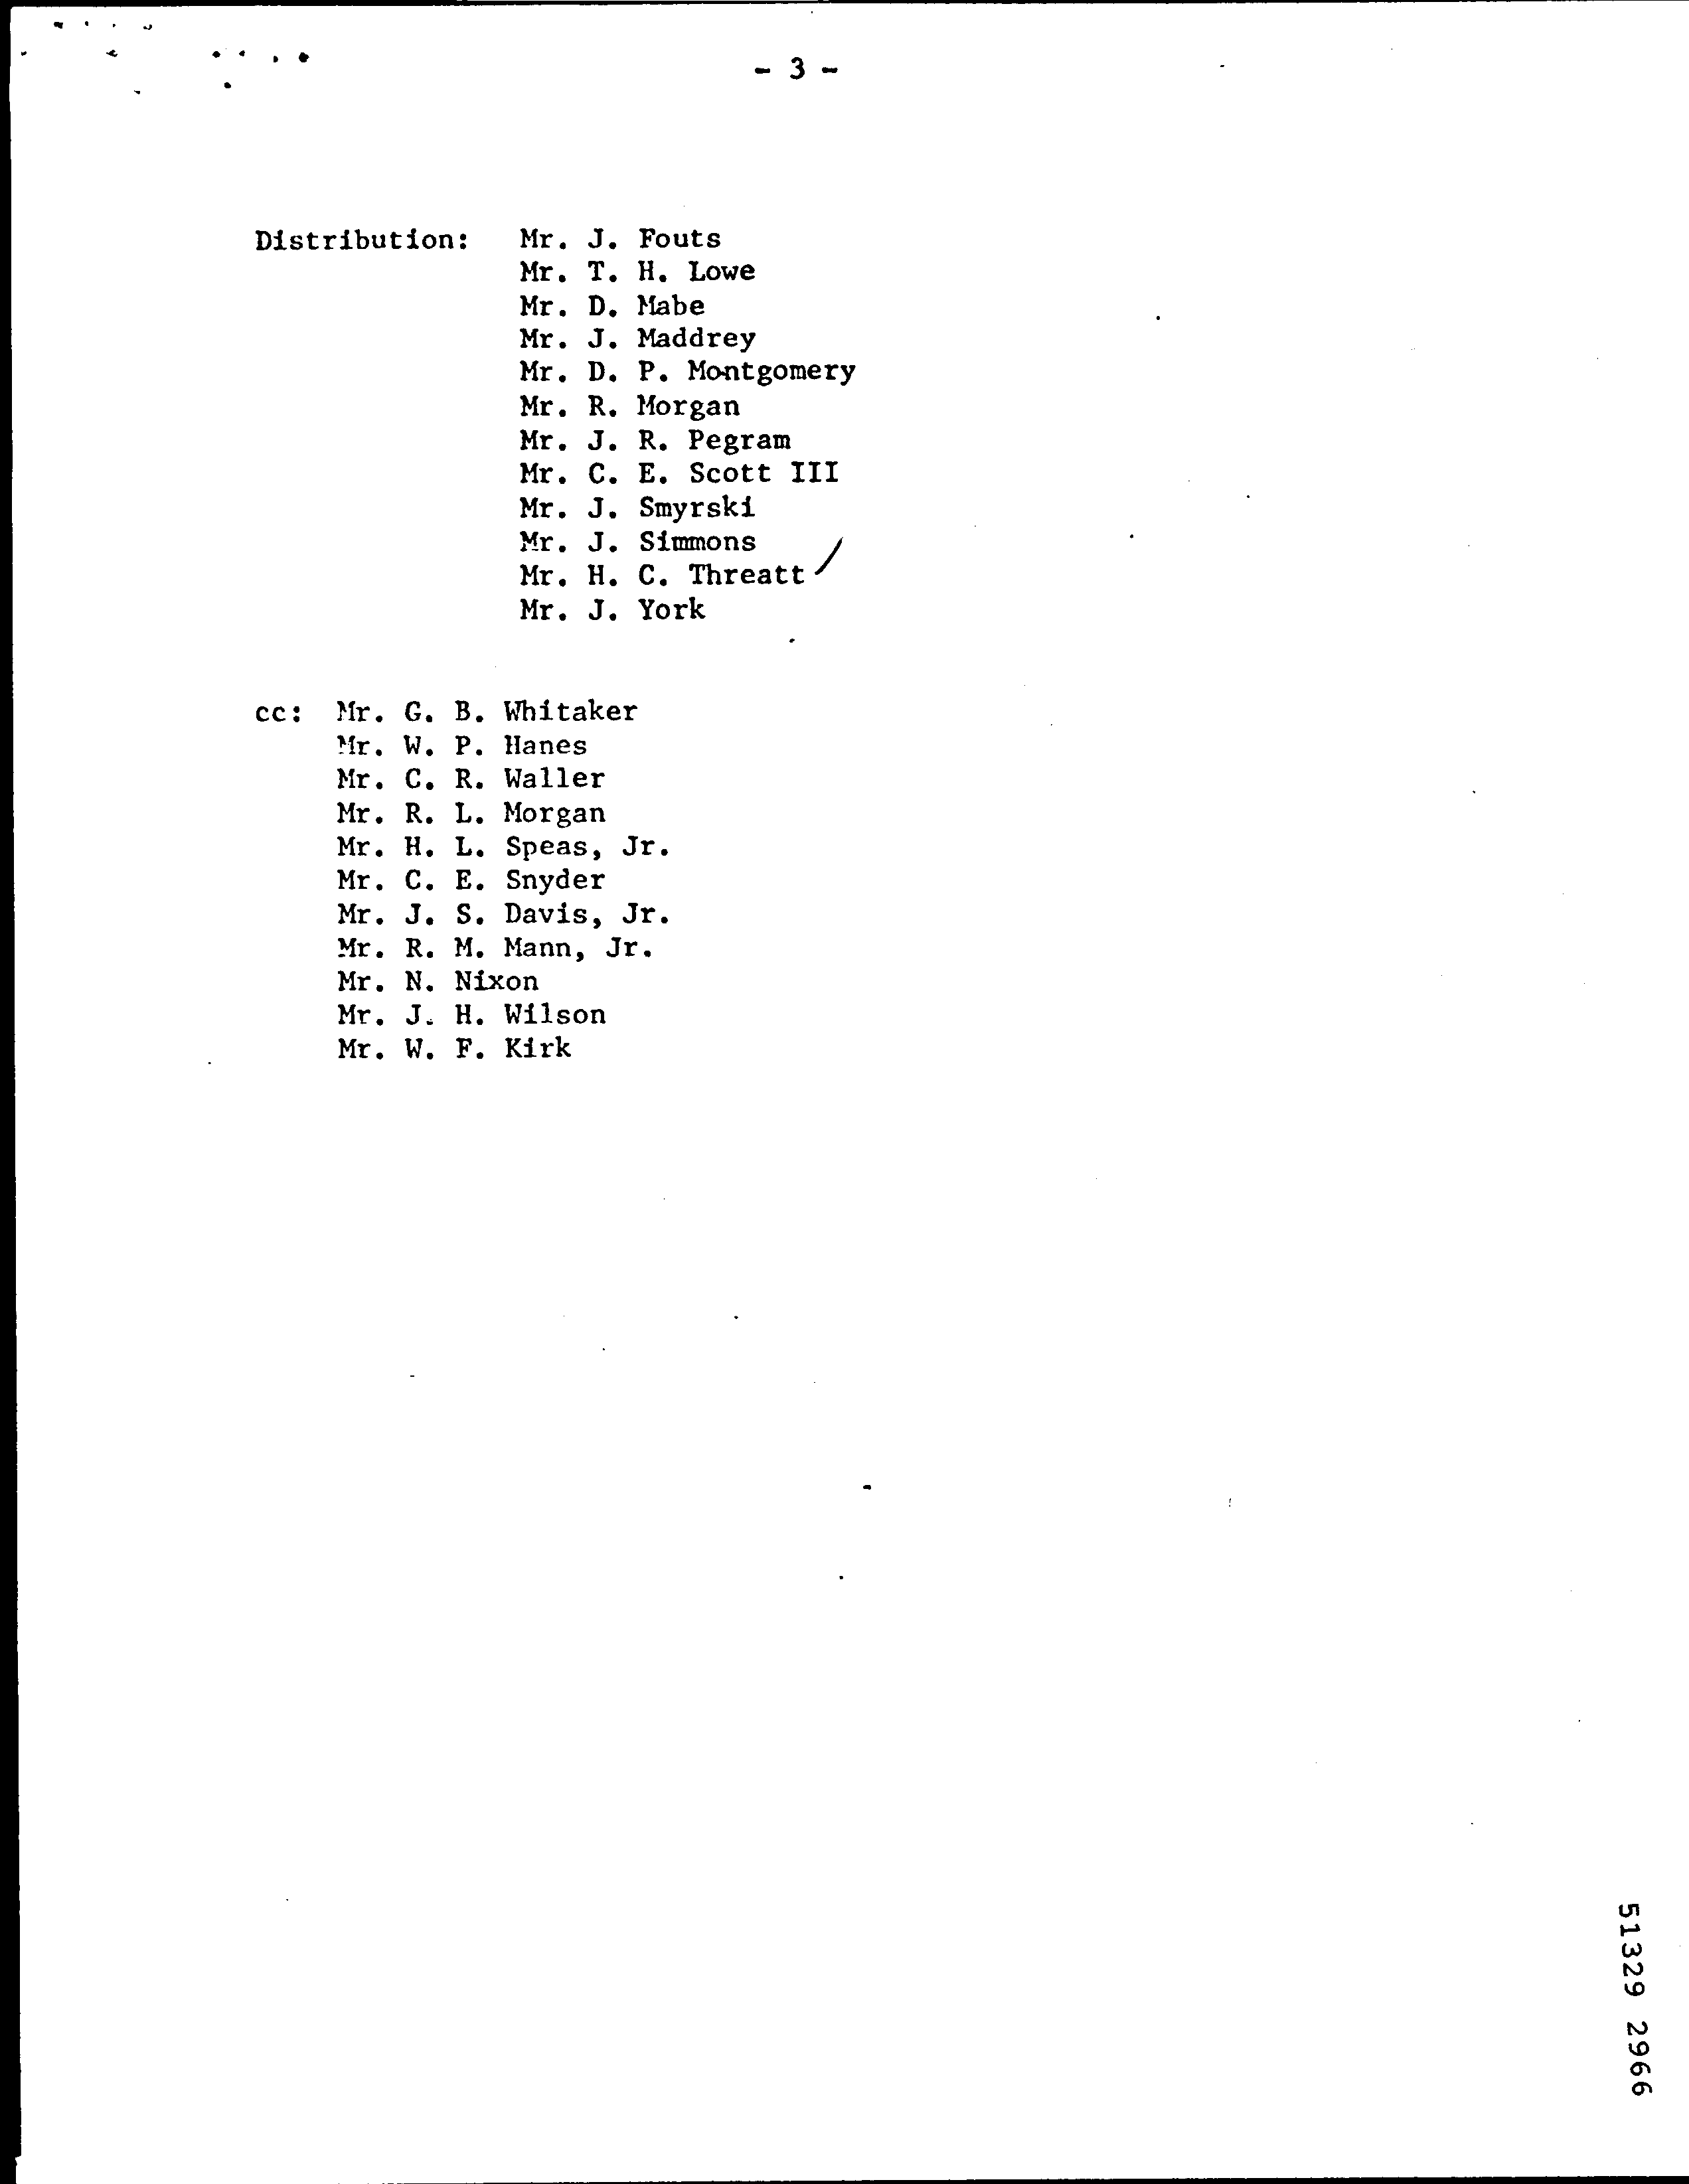 - 3 -
Distribution: Mr. J. Fouts
Mr. T. H. Lowe
Mr. D. Mabe
Mr. J. Maddrey
Mr. D. P. Montgomery
Mr. R. Morgan
Mr. J. R. Pegram
Mr. C. E. Scott III
Mr. J. Smyrski
Mr. J. Simmons
Mr. H. C. Threatt
Mr. J. York
cc: Mr. G. B. Whitaker
Mr. W. P. Hanes
Mr. C. R. Waller
Mr. R. L. Morgan
Mr. H. L. Speas, Jr.
Mr. C. E. Snyder
Mr. J. S. Davis, Jr.
Mr. R. M. Mann, Jr.
Mr. N. Nixon
Mr. J. H. Wilson
Mr. W. F. Kirk
51329 2966